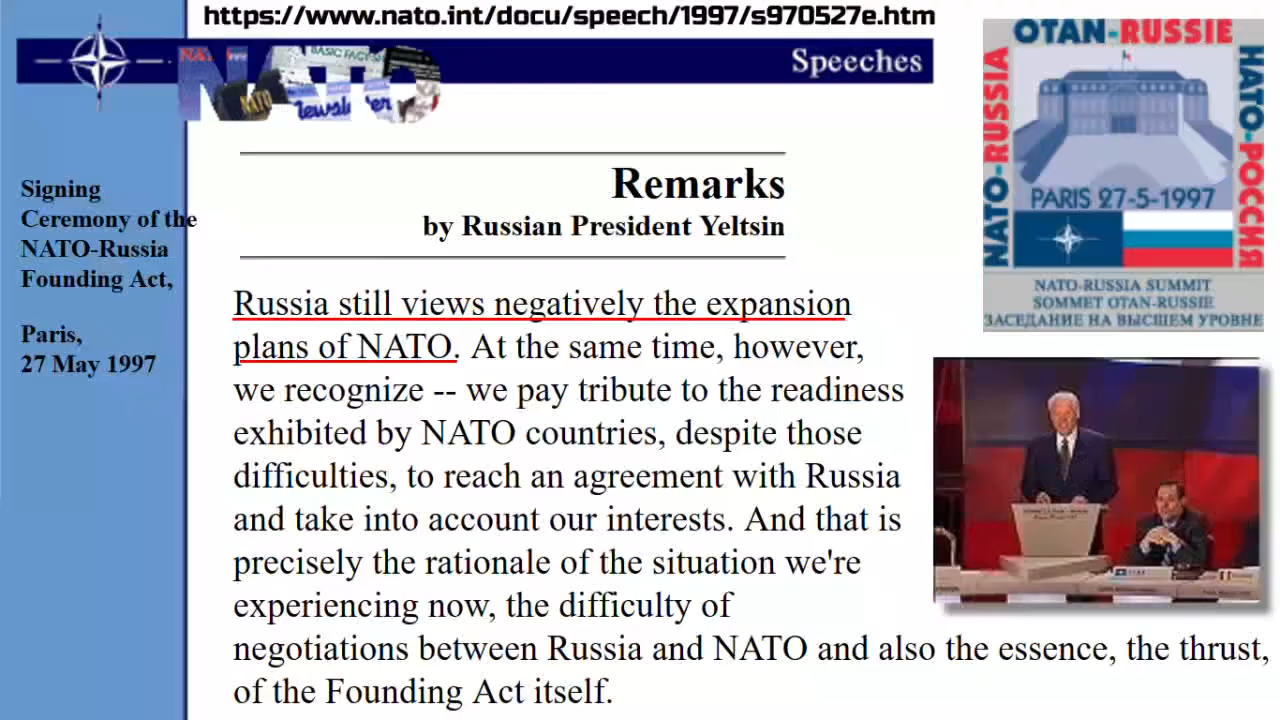 https://www.nato.int/docu/speech/1997/s970527e.htm
NATO
BASIC FACT
NATO
Speeches
Signing
Ceremony of the
NATO-Russia
Founding Act,
Paris,
27 May 1997
Remarks
by Russian President Yeltsin
Russia still views negatively the expansion
plans of NATO. At the same time, however,
we recognize -- we pay tribute to the readiness
exhibited by NATO countries, despite those
difficulties, to reach an agreement with Russia
and take into account our interests. And that is
precisely the rationale of the situation we're
experiencing now, the difficulty of
negotiations between Russia and NATO and also the essence, the thrust,
of the Founding Act itself.
OTAN-RUSSIE
NATO-RUSSIA
НАТО-РОССИЯ
PARIS 27-5-1997
NATO-RUSSIA SUMMIT
SOMMET OTAN-RUSSIE
ЗАСЕДАНИЕ НА ВЫСШЕМ УРОВНЕ